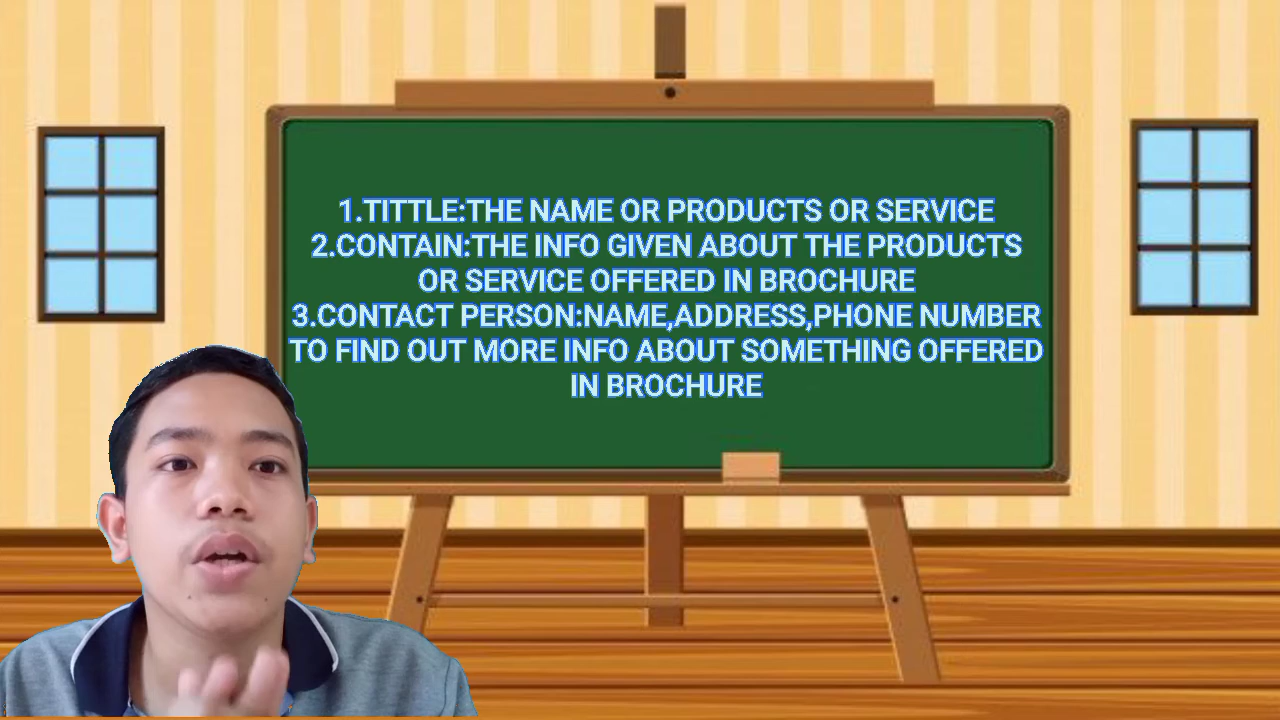 1.TITTLE:THE NAME OR PRODUCTS OR SERVICE
2.CONTAIN:THE INFO GIVEN ABOUT THE PRODUCTS
OR SERVICE OFFERED IN BROCHURE
3.CONTACT PERSON:NAME,ADDRESS,PHONE NUMBER
TO FIND OUT MORE INFO ABOUT SOMETHING OFFERED
IN BROCHURE